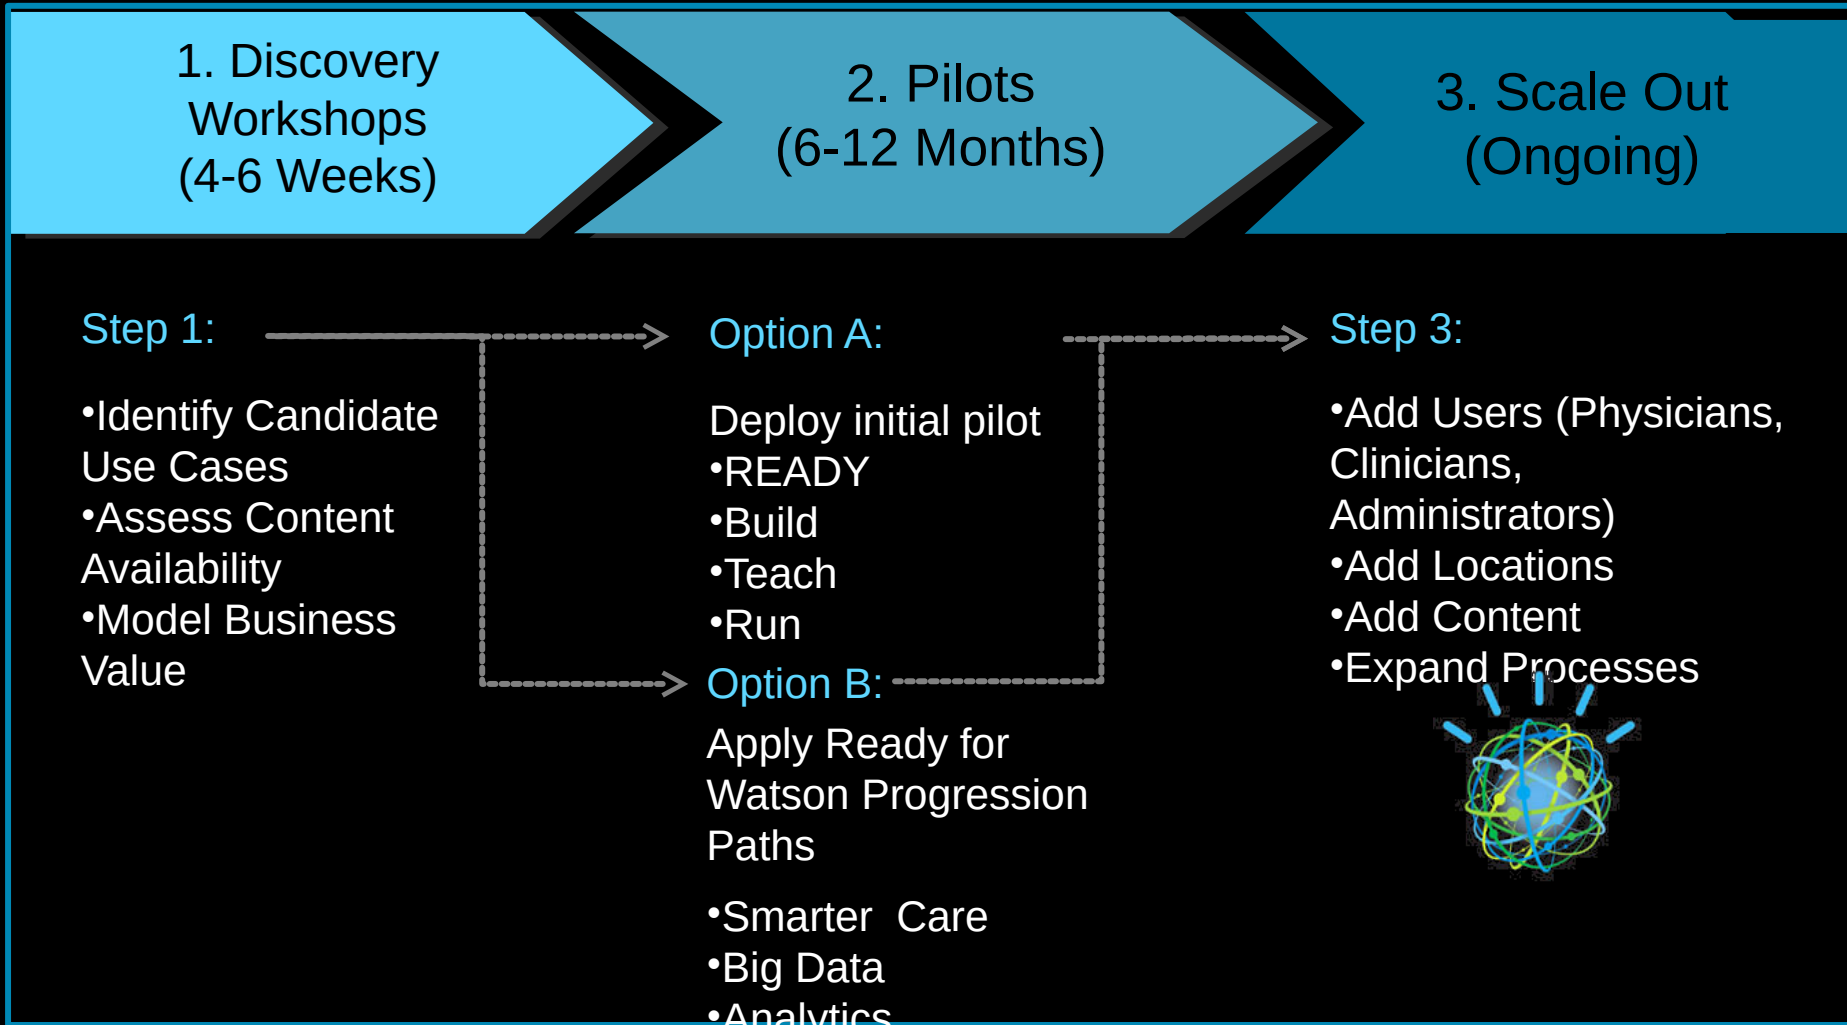 1. Discovery
Workshops
(4-6 Weeks)
2. Pilots
(6-12 Months)
3. Scale Out
(Ongoing)
Step 1:
•Identify Candidate
Use Cases
•Assess Content
Availability
•Model Business
Value
Option A:
Deploy initial pilot
•READY
•Build
•Teach
•Run
Option B:
Apply Ready for
Watson Progression
Paths
•Smarter  Care
•Big Data
•Analytics
Step 3:
•Add Users (Physicians,
Clinicians,
Administrators)
•Add Locations
•Add Content
•Expand Processes